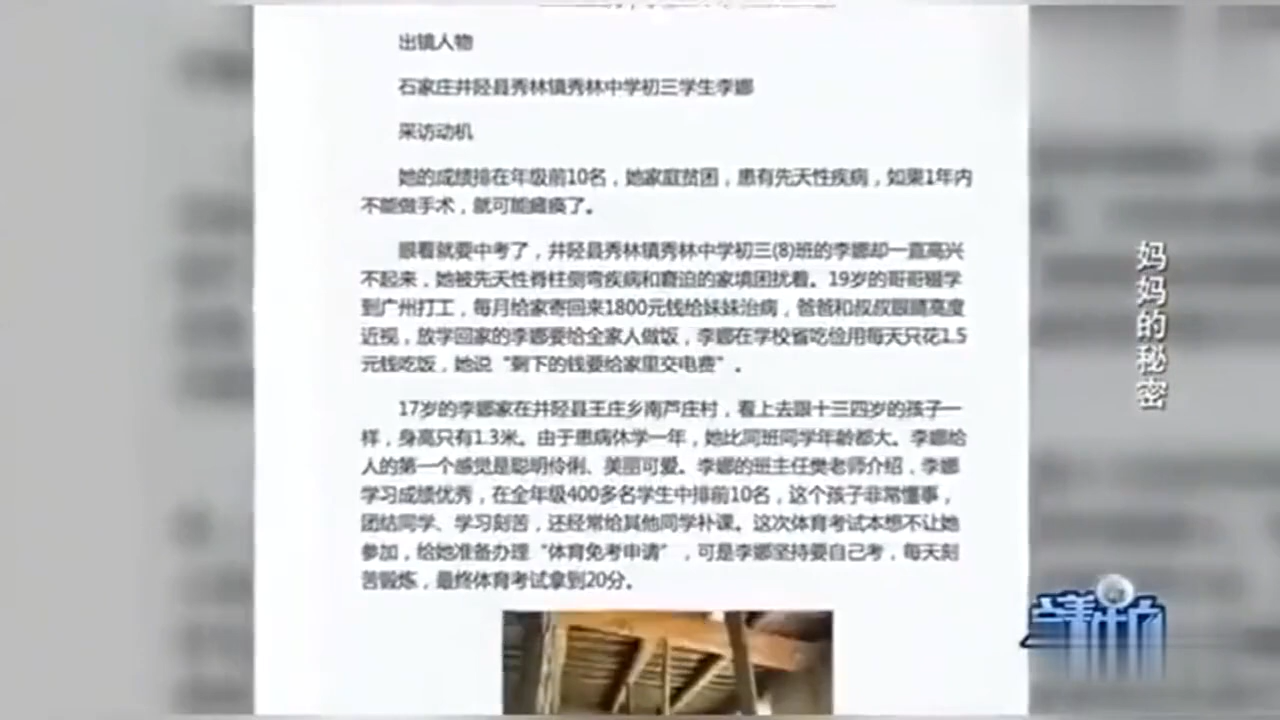 出镜人物
石家庄井陉县秀林镇秀林中学初三学生李娜
采访动机
她的成绩排在年级前10名，她家庭贫困，患有先天性疾病，如果1年内
不能做手术，就可能瘫痪了。
眼看就要中考了，井陉县秀林镇秀林中学初三(8)班的李娜却一直高兴
不起来，她被先天性脊柱侧弯疾病和窘迫的家境困扰着。19岁的哥哥辍学
到广州打工，每月给家寄回来1800元钱给妹妹治病，爸爸和叔叔眼睛高度
近视，放学回家的李娜要给全家人做饭，李娜在学校省吃俭用每天只花1.5
元钱吃饭，她说“剩下的钱要给家里交电费”。
17岁的李娜家在井陉县王庄乡南芦庄村，看上去跟十三四岁的孩子一
样，身高只有1.3米。由于患病休学一年，她比同班同学年龄都大。李娜给
人的第一个感觉是聪明伶俐、美丽可爱。李娜的班主任樊老师介绍，李娜
学习成绩优秀，在全年级400多名学生中排前10名，这个孩子非常懂事，
团结同学、学习刻苦，还经常给其他同学补课。这次体育考试本想不让她
参加，给她准备办理“体育免考申请”，可是李娜坚持要自己考，每天刻
苦锻炼，最终体育考试拿到20分。
妈妈的秘密